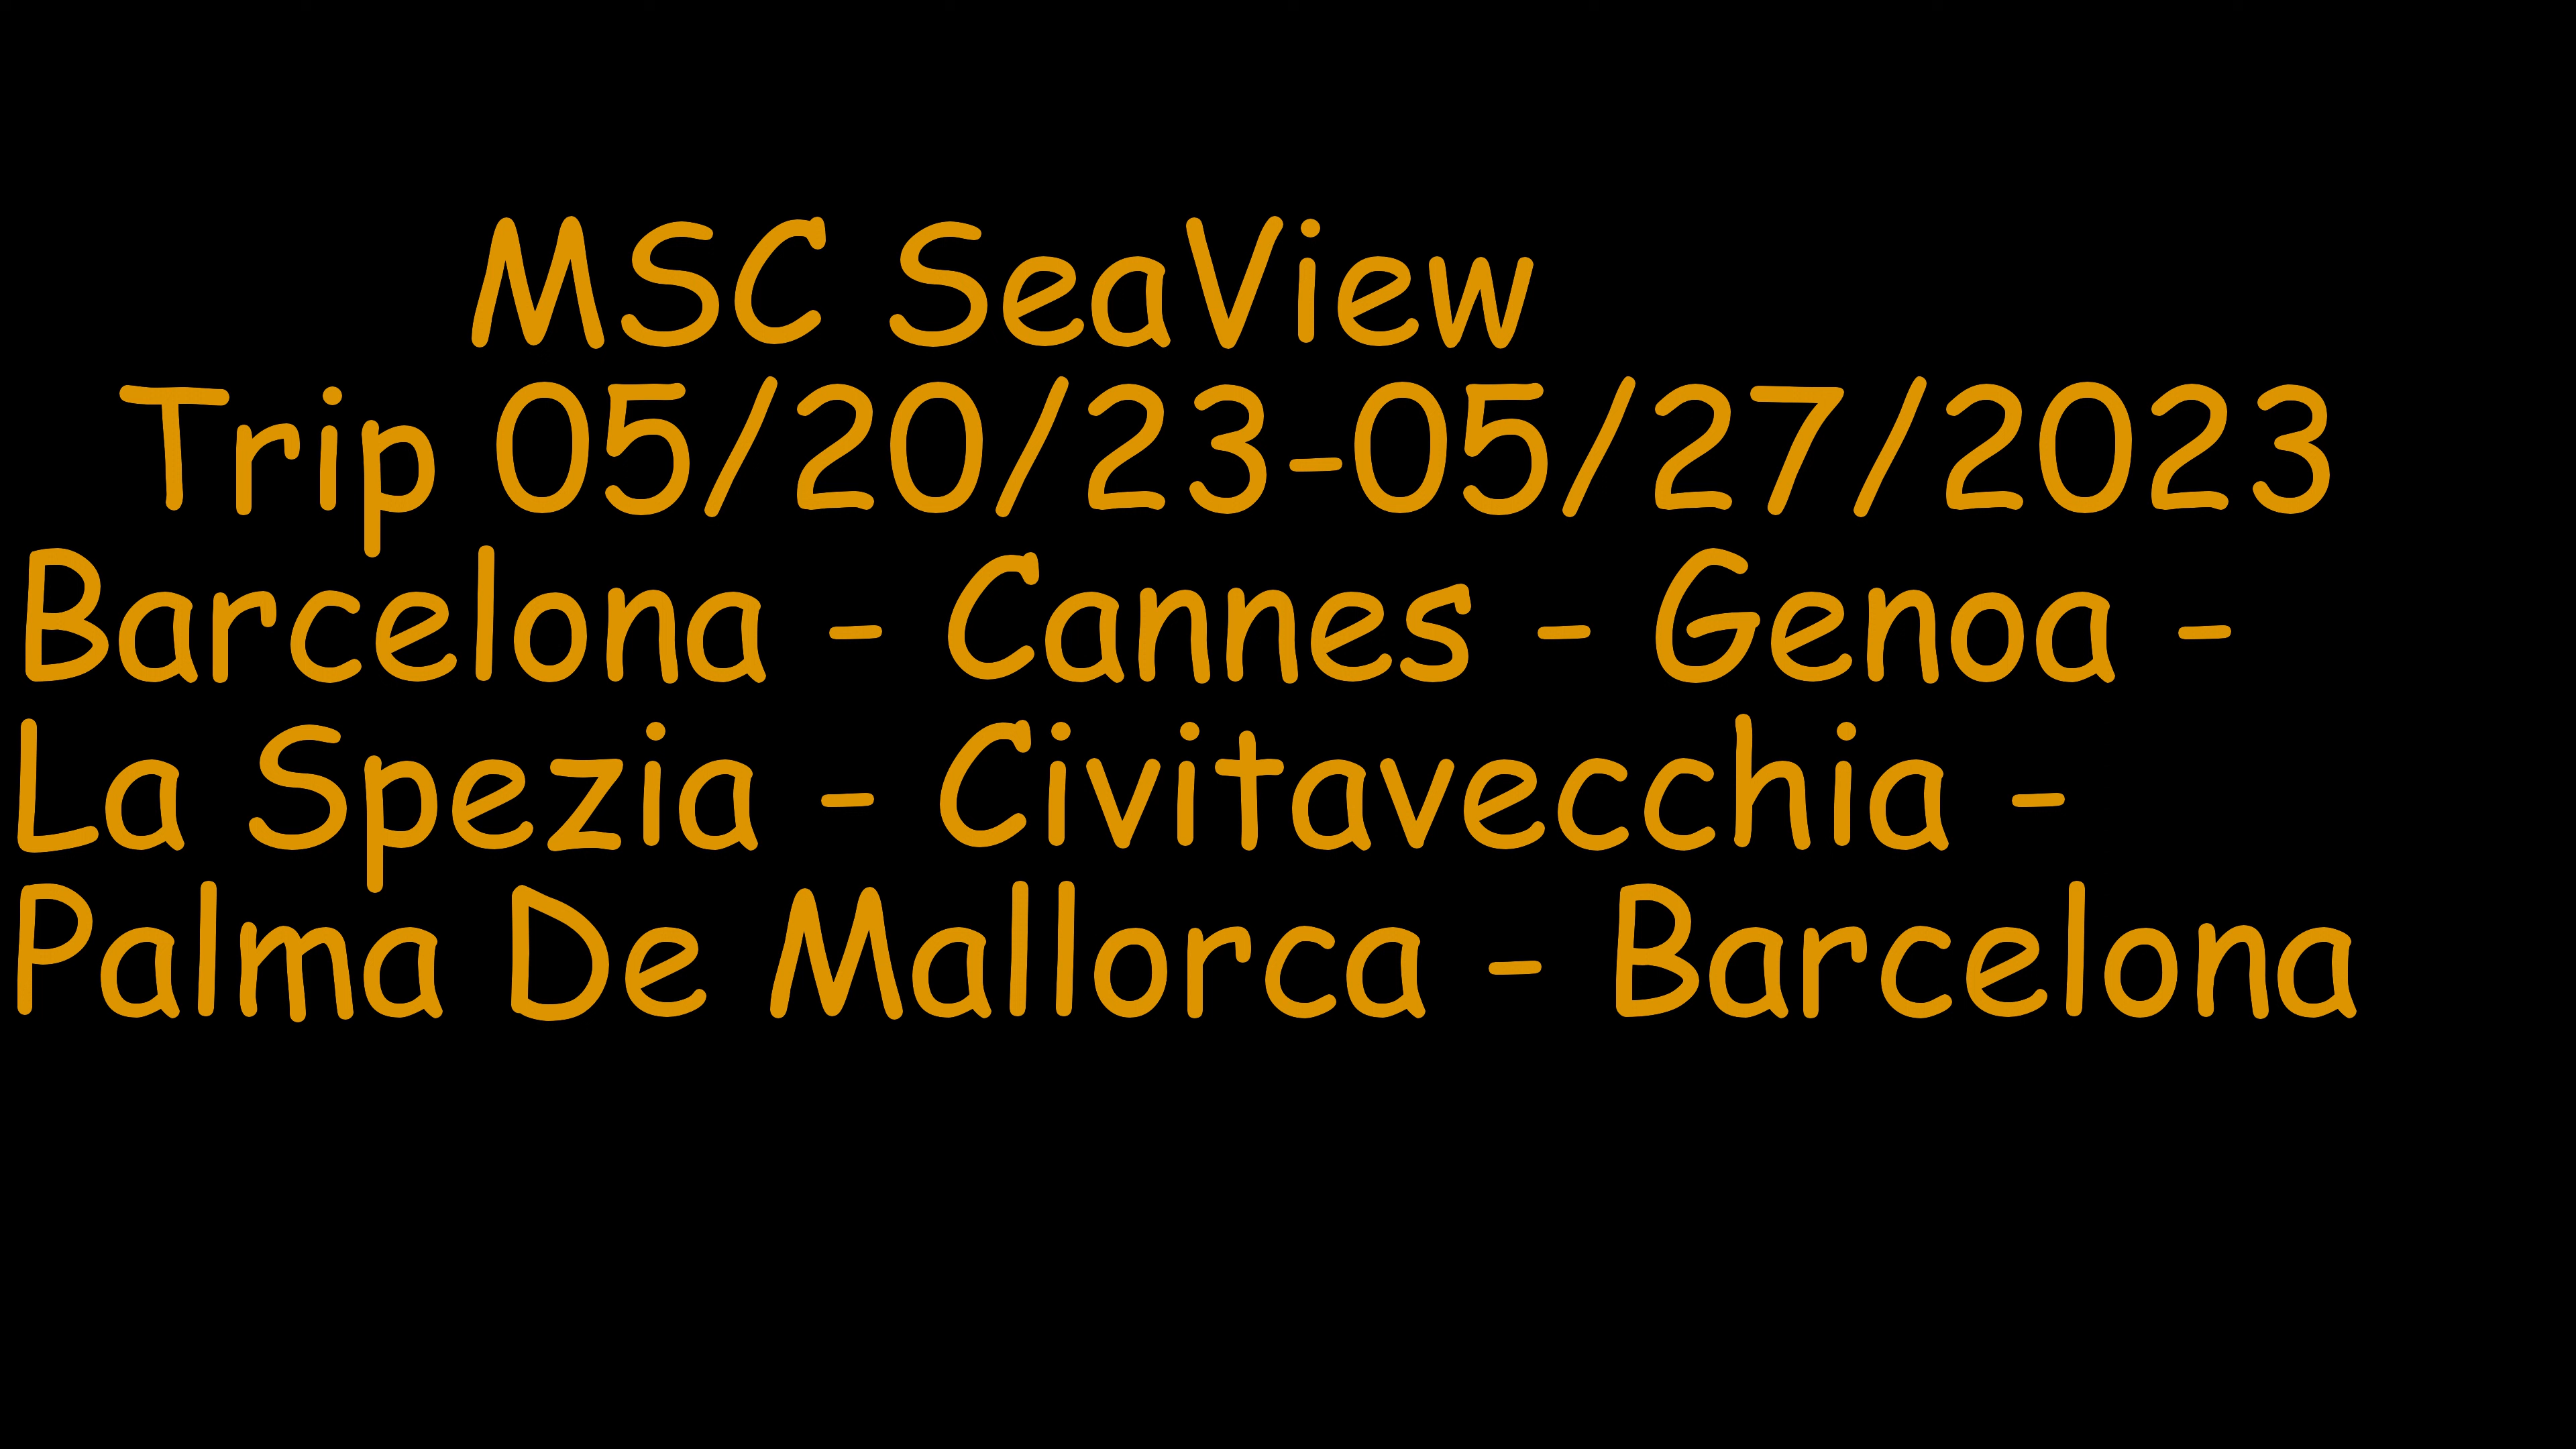 MSC SeaView
Trip 05/20/23-05/27/2023
Barcelona - Cannes - Genoa -
La Spezia - Civitavecchia -
Palma De Mallorca - Barcelona